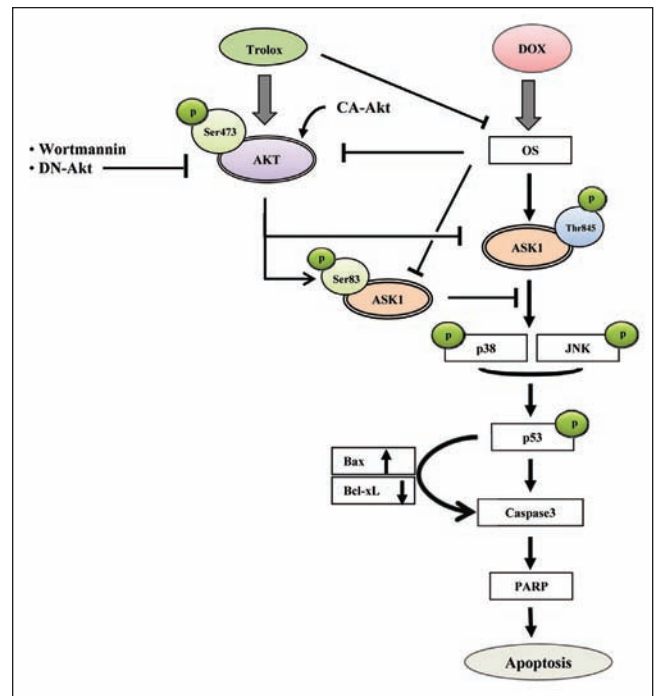 Trolox
DOX
P
Ser473
CA-Akt
AKT
• Wortmannin
• DN-Akt
OS
P
Thr845
ASK1
P
Ser83
ASK1
P
p38
JNK
P
p53
P
Bax
Bcl-xL
Caspase3
PARP
Apoptosis